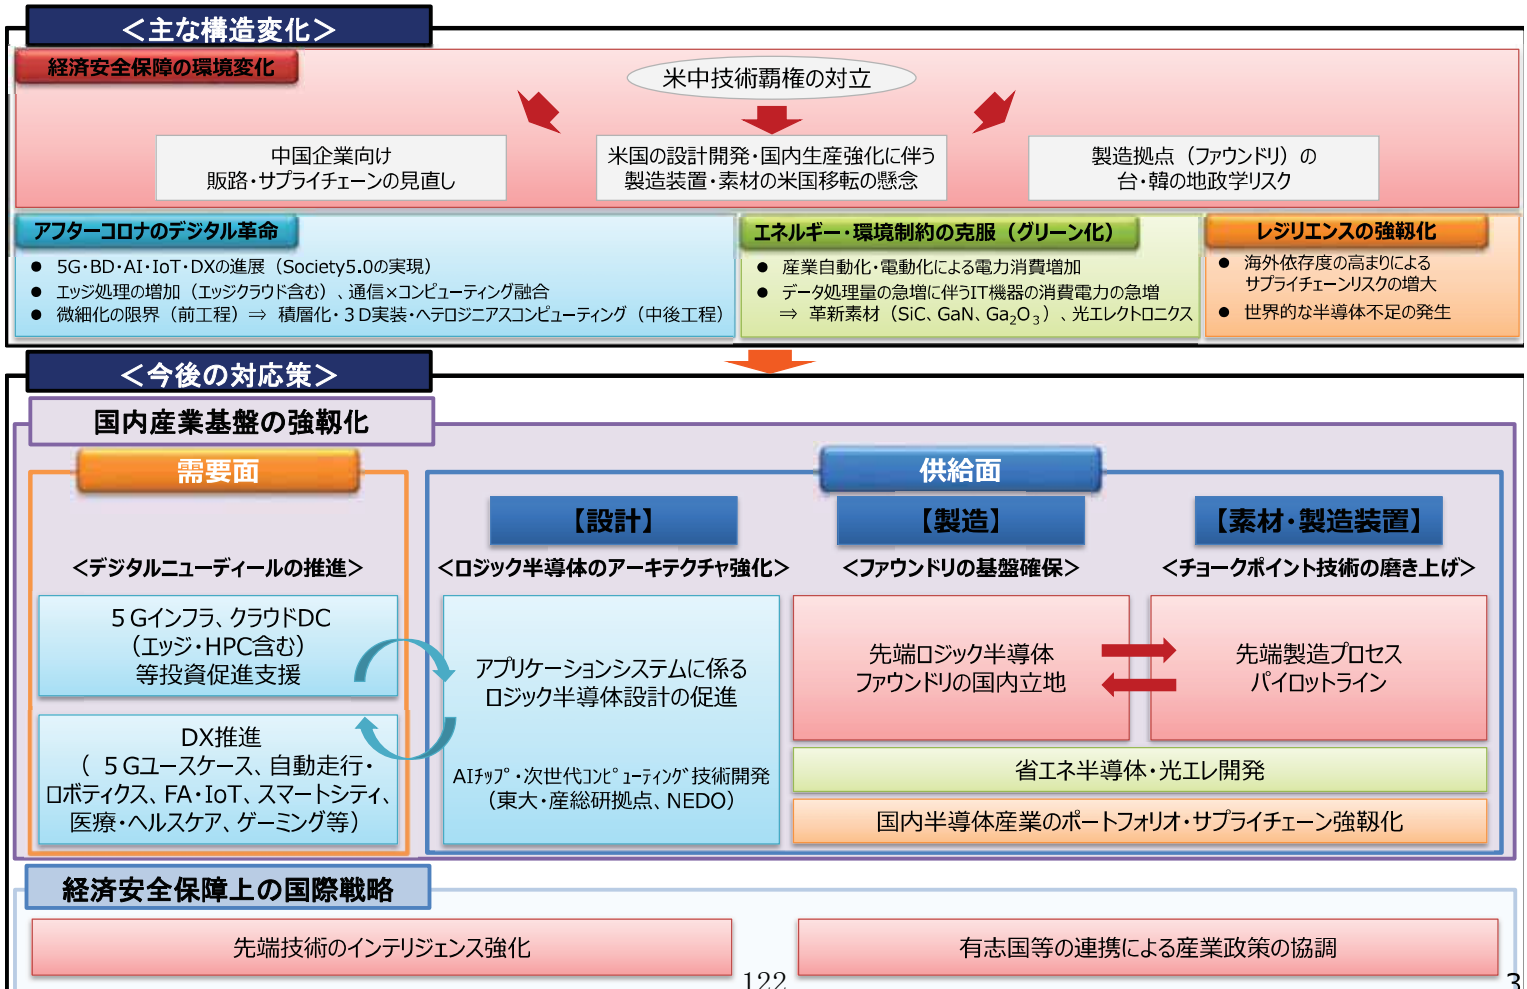 ＜主な構造変化＞
経済安全保障の環境変化
米中技術覇権の対立
中国企業向け
販路・サプライチェーンの見直し
米国の設計開発・国内生産強化に伴う
製造装置・素材の米国移転の懸念
製造拠点（ファウンドリ）の
台・韓の地政学リスク
アフターコロナのデジタル革命
● 5G・BD・AI・IoT・DXの進展（Society5.0の実現）
● エッジ処理の増加（エッジクラウド含む）、通信×コンピューティング融合
● 微細化の限界（前工程）⇒ 積層化・３D実装・ヘテロジニアスコンピューティング（中後工程）
エネルギー・環境制約の克服（グリーン化）
● 産業自動化・電動化による電力消費増加
● データ処理量の急増に伴うIT機器の消費電力の急増
⇒ 革新素材（SiC、GaN、Ga₂O₃）、光エレクトロニクス
レジリエンスの強靱化
● 海外依存度の高まりによる
サプライチェーンリスクの増大
● 世界的な半導体不足の発生
＜今後の対応策＞
国内産業基盤の強靱化
需要面
＜デジタルニューディールの推進＞
５Gインフラ、クラウドDC
（エッジ・HPC含む）
等投資促進支援
DX推進
（５Gユースケース、自動走行・
ロボティクス、FA・IoT、スマートシティ、
医療・ヘルスケア、ゲーミング等）
供給面
【設計】
＜ロジック半導体のアーキテクチャ強化＞
アプリケーションシステムに係る
ロジック半導体設計の促進
AIﾁｯﾌﾟ・次世代ｺﾝﾋﾟｭｰﾃｨﾝｸﾞ技術開発
（東大・産総研拠点、NEDO）
【製造】
＜ファウンドリの基盤確保＞
先端ロジック半導体
ファウンドリの国内立地
【素材・製造装置】
＜チョークポイント技術の磨き上げ＞
先端製造プロセス
パイロットライン
省エネ半導体・光エレ開発
国内半導体産業のポートフォリオ・サプライチェーン強靱化
経済安全保障上の国際戦略
先端技術のインテリジェンス強化
有志国等の連携による産業政策の協調
122
3